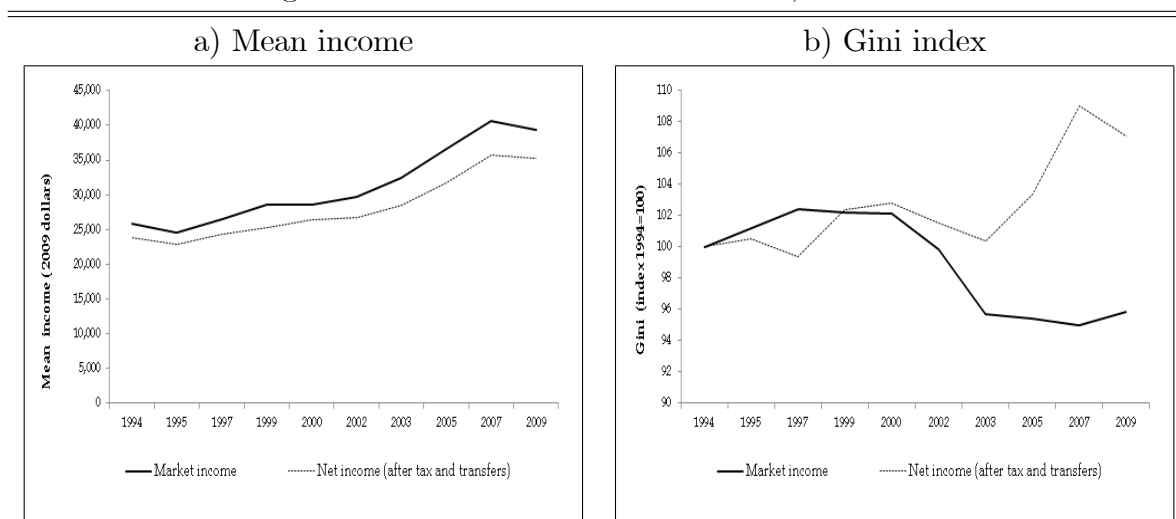 a) Mean income
45,000
40,000
35,000
30,000
25,000
20,000
15,000
10,000
5,000
0
Mean income (2009 dollars)
1994 1995 1997 1999 2000 2002 2003 2005 2007 2009
Market income Net income (after tax and transfers)
b) Gini index
110
108
106
104
102
100
98
96
94
92
90
Gini (index 1994=100)
1994 1995 1997 1999 2000 2002 2003 2005 2007 2009
Market income Net income (after tax and transfers)